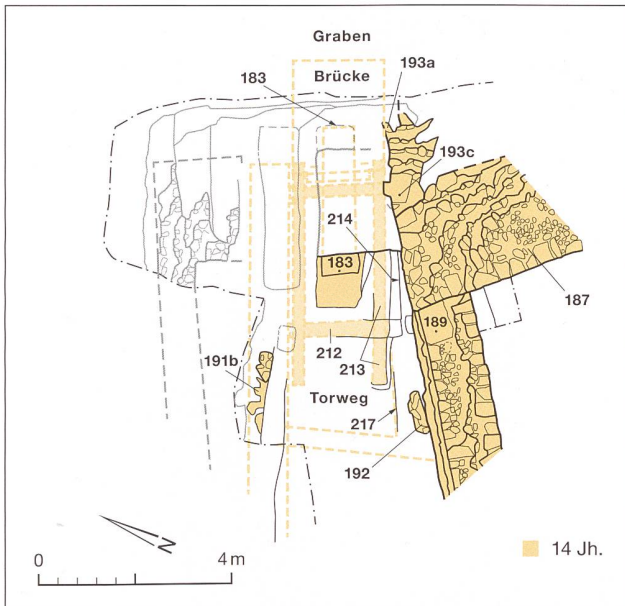 Graben
Brücke
183
193a
193c
214
183
187
189
212
213
191b
Torweg
217
192
N
0
4 m
14 Jh.